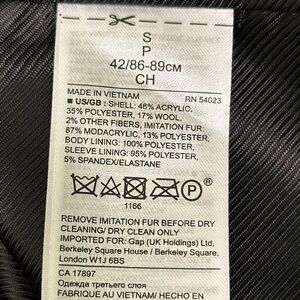 S
P
42/86-89см
CH
MADE IN VIETNAM RN 54023
■ US/GB : SHELL: 46% ACRYLIC,
35% POLYESTER, 17% WOOL,
2% OTHER FIBERS, IMITATION FUR:
87% MODACRYLIC, 13% POLYESTER,
BODY LINING: 100% POLYESTER,
SLEEVE LINING: 95% POLYESTER,
5% SPANDEX/ELASTANE
P ®
1166
REMOVE IMITATION FUR BEFORE DRY
CLEANING/ DRY CLEAN ONLY
IMPORTED FOR: Gap (UK Holdings) Ltd,
Berkeley Square House / Berkeley Square,
London W1J 6BS
CA 17897
Одежда третьего слоя
FABRIQUÉ AU VIETNAM/ HECHO EN